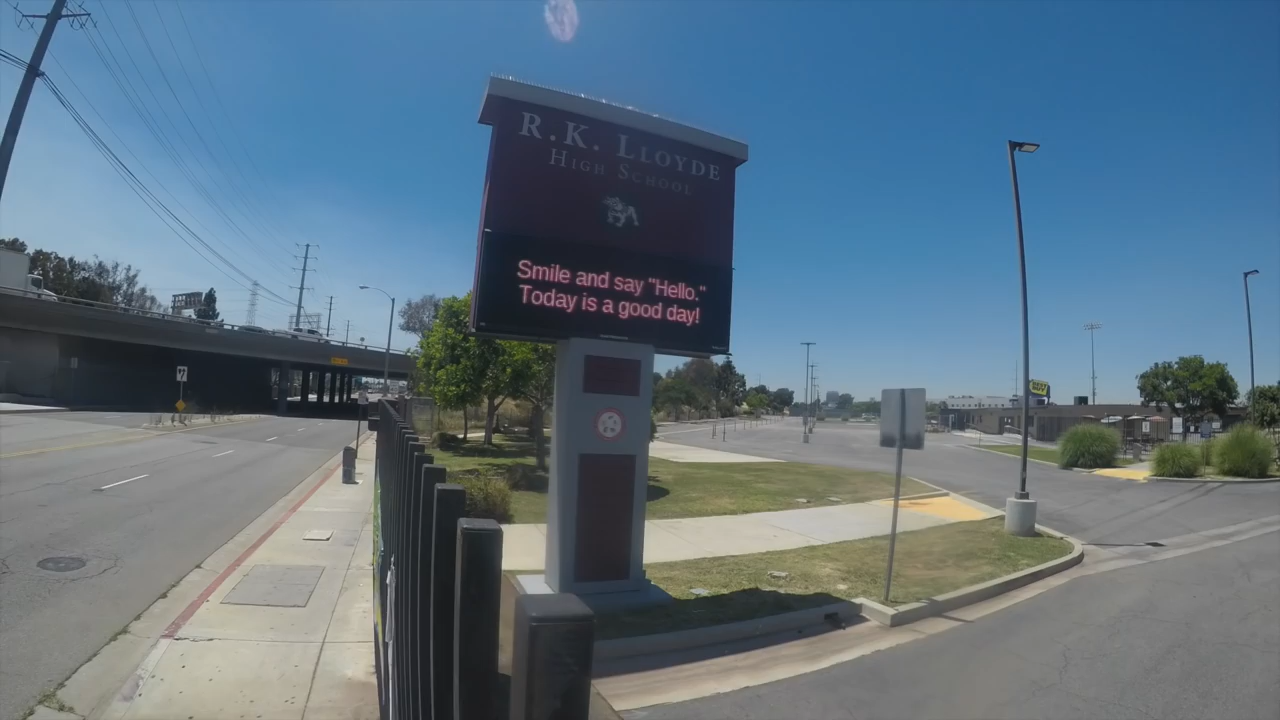 R.K. LLOYDE
HIGH SCHOOL
Smile and say "Hello."
Today is a good day!